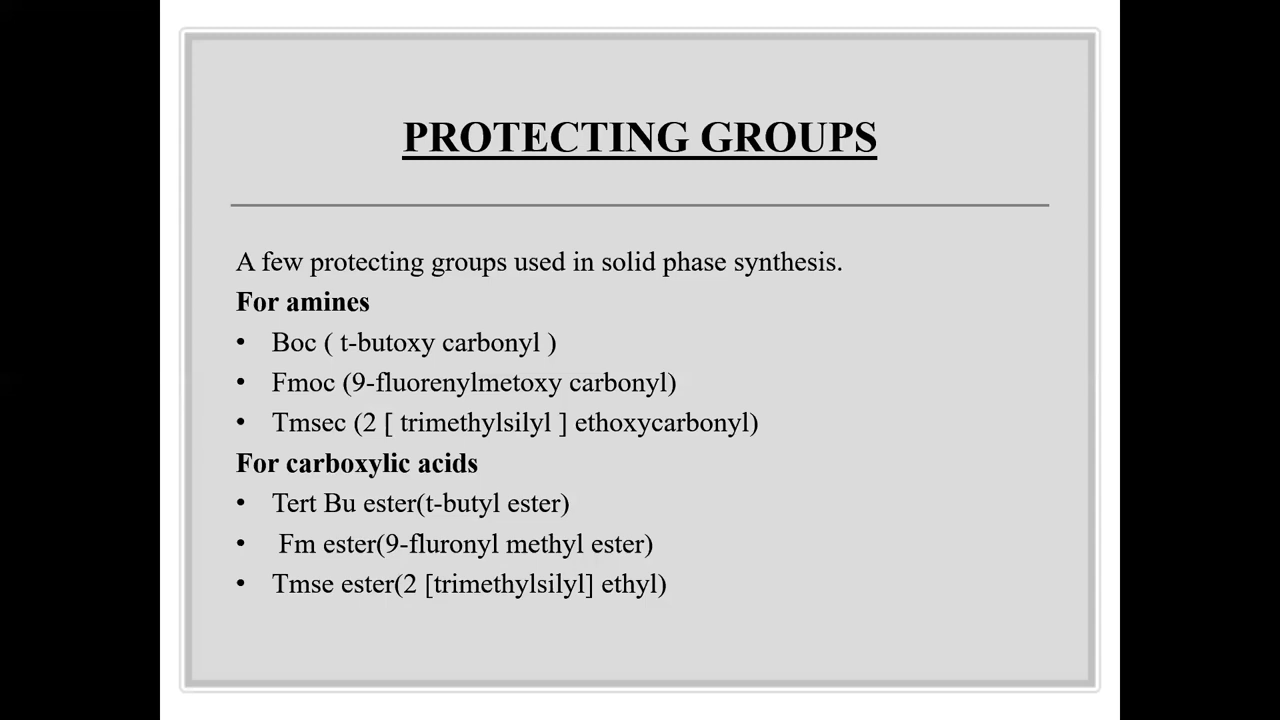 PROTECTING GROUPS
A few protecting groups used in solid phase synthesis.
For amines
• Boc ( t-butoxy carbonyl )
• Fmoc (9-fluorenylmetoxy carbonyl)
• Tmsec (2 [ trimethylsilyl ] ethoxycarbonyl)
For carboxylic acids
• Tert Bu ester(t-butyl ester)
• Fm ester(9-fluronyl methyl ester)
• Tmse ester(2 [trimethylsilyl] ethyl)